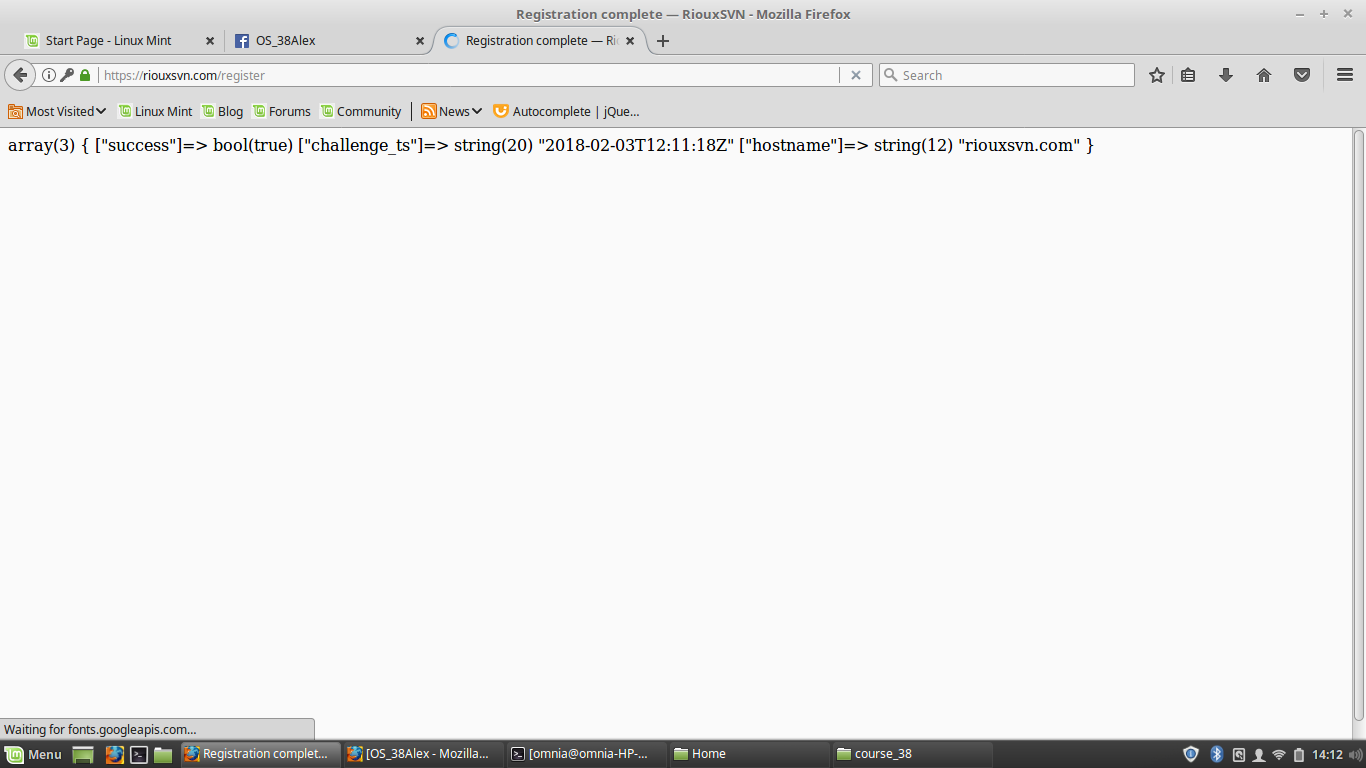 Registration complete — RiouxSVN - Mozilla Firefox
Start Page - Linux Mint
OS_38Alex
Registration complete — Ri
https://riouxsvn.com/register
Search
Most Visited
Linux Mint
Blog
Forums
Community
News
Autocomplete | jQue...
array(3) { ["success"]=> bool(true) ["challenge_ts"]=> string(20) "2018-02-03T12:11:18Z" ["hostname"]=> string(12) "riouxsvn.com" }
Waiting for fonts.googleapis.com...
Menu
Registration complet...
[OS_38Alex - Mozilla...
[omnia@omnia-HP-...
Home
course_38
14:12